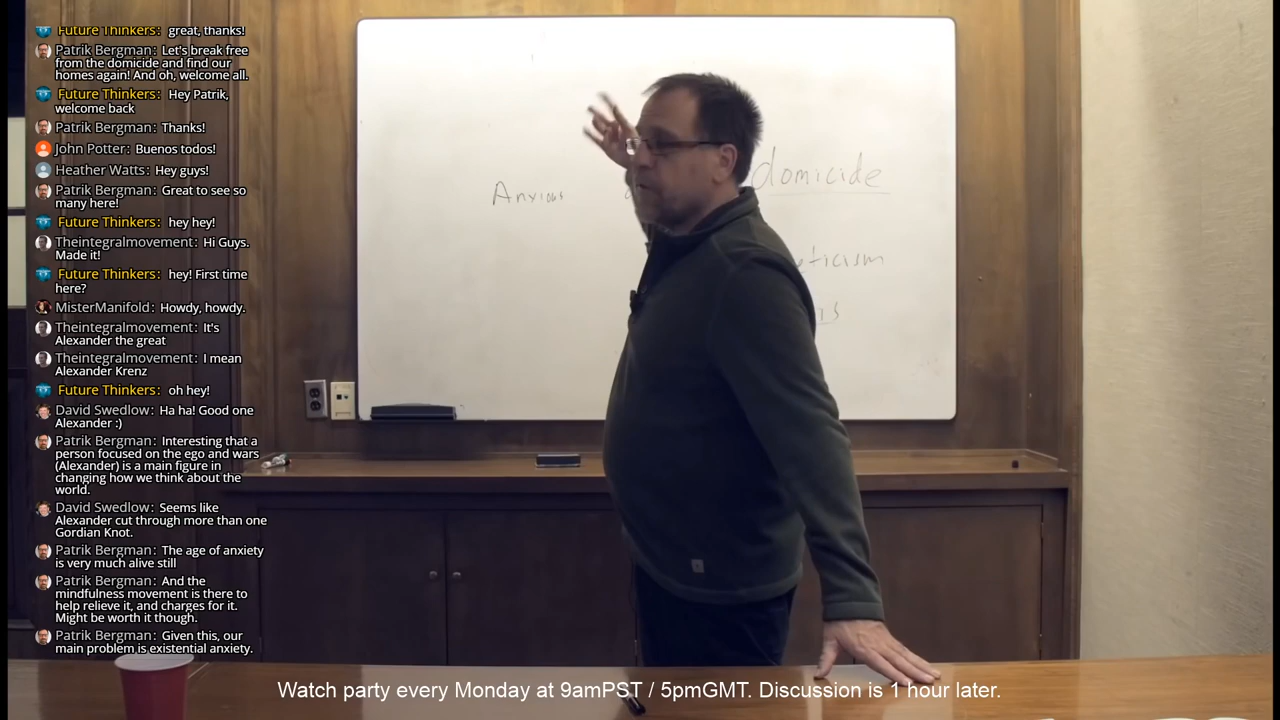 Future Thinkers: great, thanks!
Patrik Bergman: Let's break free
from the domicide and find our
homes again! And oh, welcome all.
Future Thinkers: Hey Patrik,
welcome back
Patrik Bergman: Thanks!
John Potter: Buenos todos!
Heather Watts: Hey guys!
Patrik Bergman: Great to see so
many here!
Future Thinkers: hey hey!
Theintegralmovement: Hi Guys.
Made it!
Future Thinkers: hey! First time
here?
MisterManifold: Howdy, howdy.
Theintegralmovement: It's
Alexander the great
Theintegralmovement: I mean
Alexander Krenz
Future Thinkers: oh hey!
David Swedlow: Ha ha! Good one
Alexander :)
Patrik Bergman: Interesting that a
person focused on the ego and wars
(Alexander) is a main figure in
changing how we think about the
world.
David Swedlow: Seems like
Alexander cut through more than one
Gordian Knot.
Patrik Bergman: The age of anxiety
is very much alive still
Patrik Bergman: And the
mindfulness movement is there to
help relieve it, and charges for it.
Might be worth it though.
Patrik Bergman: Given this, our
main problem is existential anxiety.
Anxious
domicide
Watch party every Monday at 9amPST / 5pmGMT. Discussion is 1 hour later.